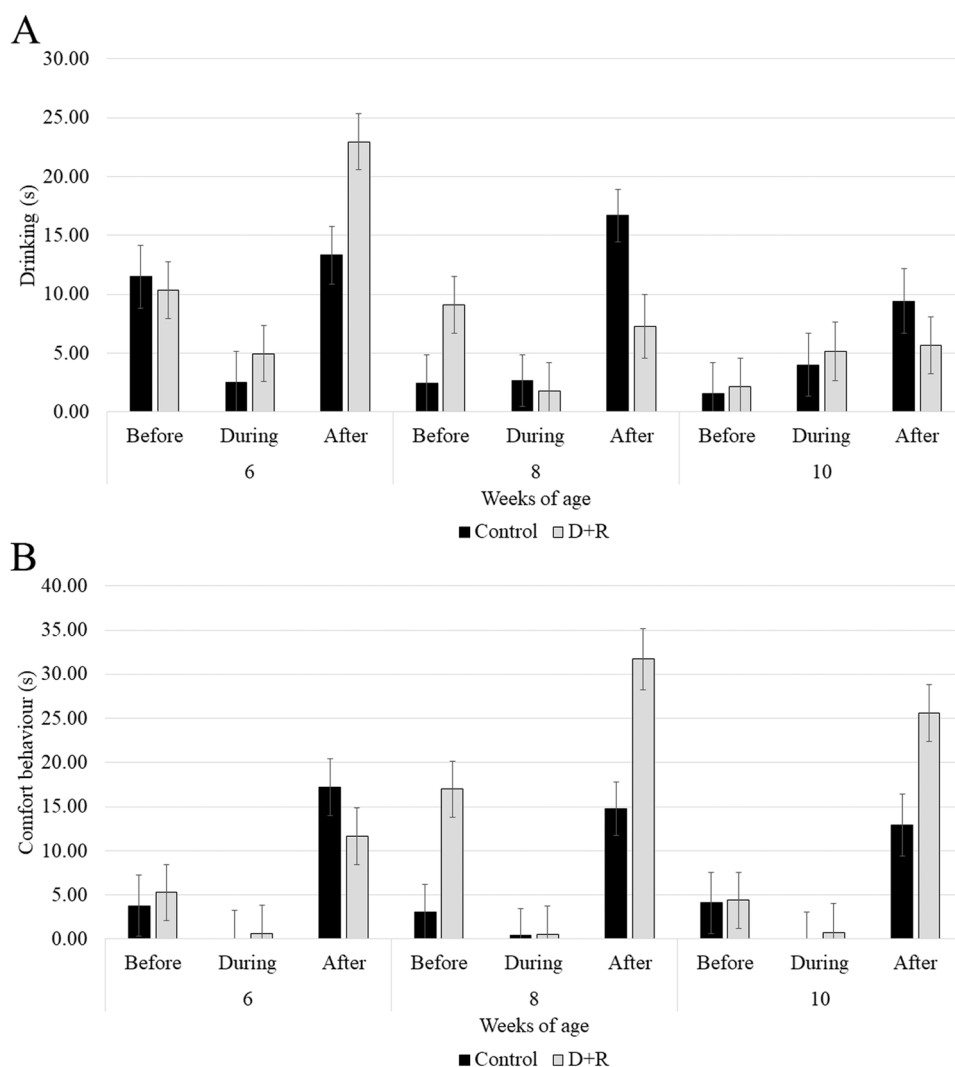 A
30.00
25.00
20.00
15.00
10.00
5.00
0.00
Drinking (s)
Before During After Before During After Before During After
6 8 10
Weeks of age
Control D+R
B
40.00
35.00
30.00
25.00
20.00
15.00
10.00
5.00
0.00
Comfort behaviour (s)
Before During After Before During After Before During After
6 8 10
Weeks of age
Control D+R